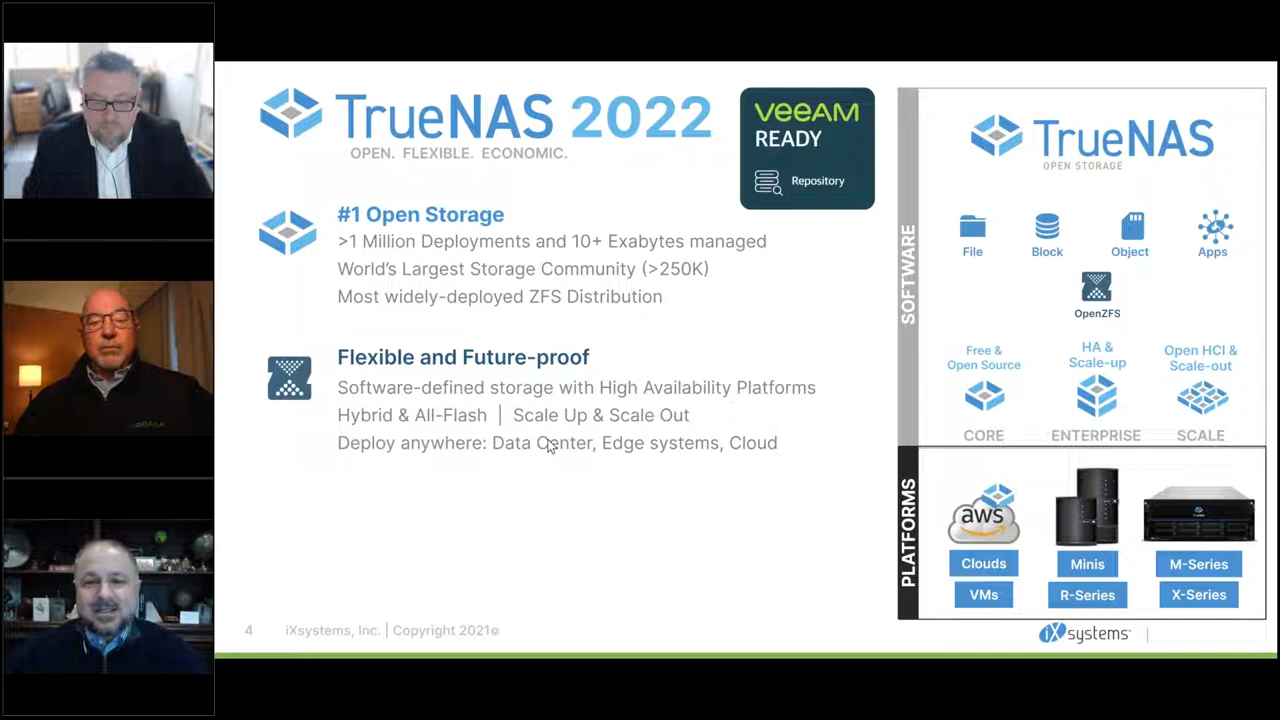 TrueNAS 2022
OPEN. FLEXIBLE. ECONOMIC.
veeAM
READY
Repository
#1 Open Storage
>1 Million Deployments and 10+ Exabytes managed
World's Largest Storage Community (>250K)
Most widely-deployed ZFS Distribution
Flexible and Future-proof
Software-defined storage with High Availability Platforms
Hybrid & All-Flash | Scale Up & Scale Out
Deploy anywhere: Data Center, Edge systems, Cloud
4 iXsystems, Inc. | Copyright 2021©
SOFTWARE
TrueNAS
OPEN STORAGE
File Block Object Apps
OpenZFS
Free &
Open Source
HA &
Scale-up
Open HCI &
Scale-out
CORE ENTERPRISE SCALE
PLATFORMS
aws
Clouds Minis M-Series
VMs R-Series X-Series
iXsystems